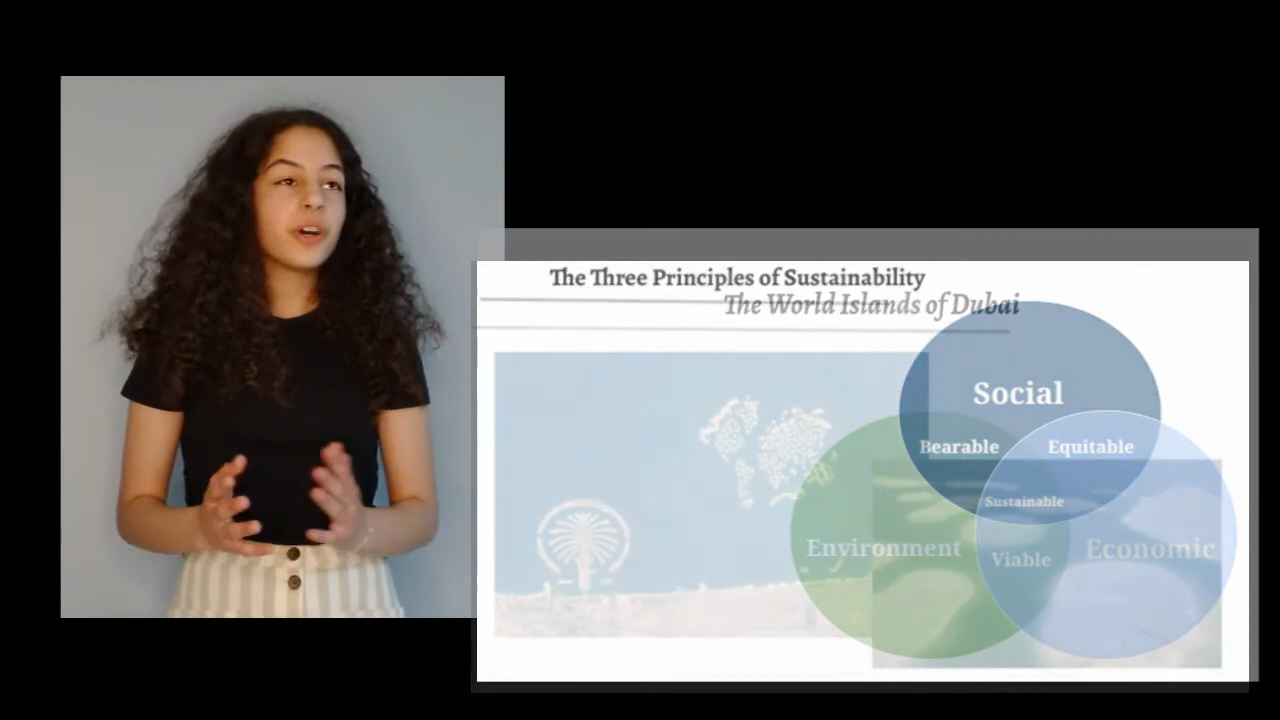 The Three Principles of Sustainability
The World Islands of Dubai
Social
Bearable
Equitable
Sustainable
Environment
Viable
Economic